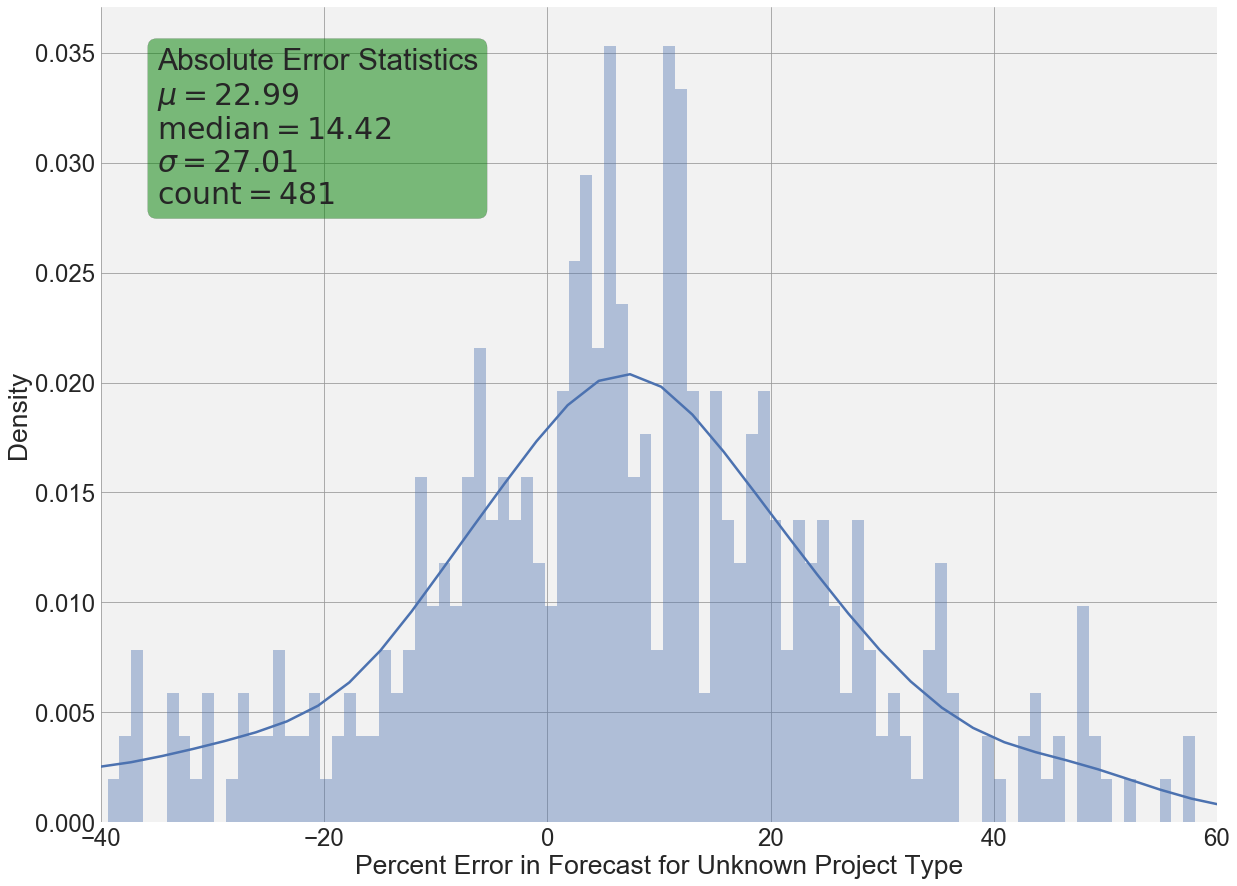 0.035
0.030
0.025
0.020
0.015
0.010
0.005
0.000
Density
Absolute Error Statistics
μ = 22.99
median = 14.42
σ = 27.01
count = 481
−40
−20
0
20
40
60
Percent Error in Forecast for Unknown Project Type